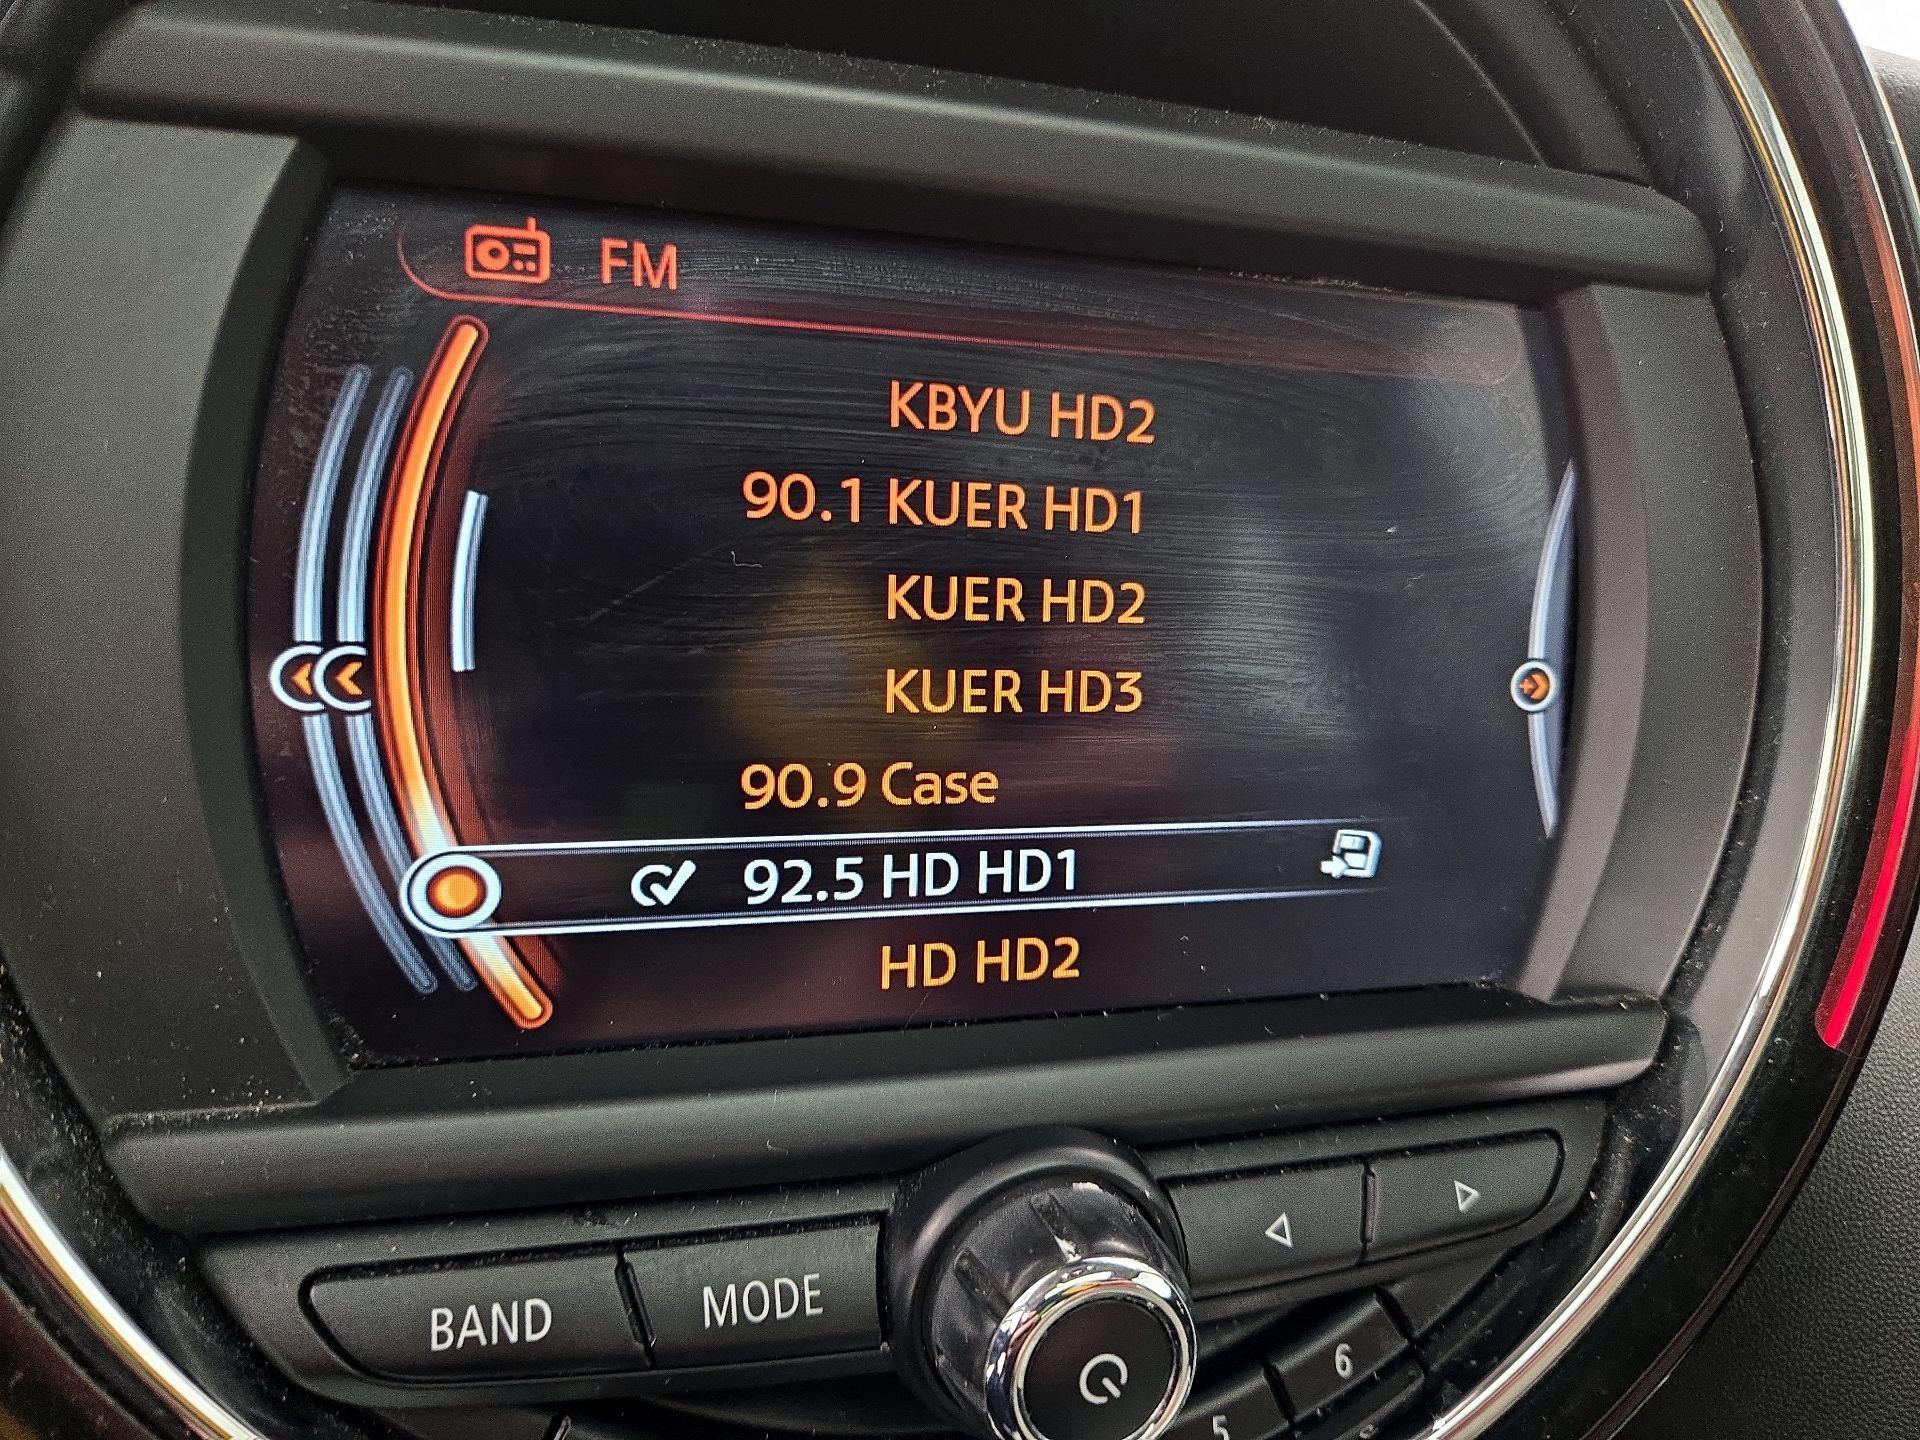 FM
KBYU HD2
90.1 KUER HD1
KUER HD2
KUER HD3
90.9 Case
92.5 HD HD1
HD HD2
BAND
MODE
5
6